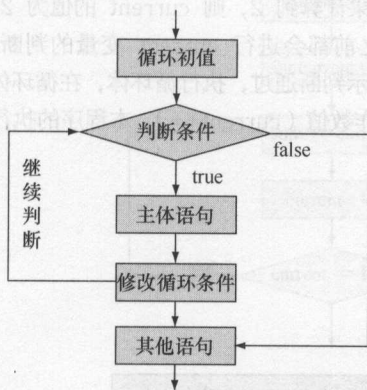 循环初值
判断条件
false
true
继续判断
主体语句
修改循环条件
其他语句